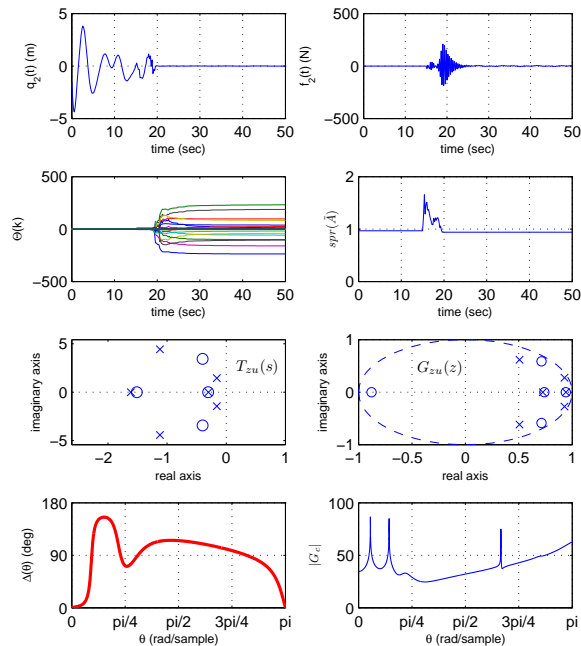 5
0
−5
q2(t) (m)
0 10 20 30 40 50
time (sec)
500
0
−500
f2(t) (N)
0 10 20 30 40 50
time (sec)
500
0
−500
Θ(k)
0 10 20 30 40 50
time (sec)
2
1
0
spr(Ā)
0 10 20 30 40 50
time (sec)
5
0
−5
imaginary axis
Tzu(s)
−2 −1 0 1
real axis
1
0
−1
imaginary axis
Gzu(z)
−1 −0.5 0 0.5 1
real axis
180
90
0
Δ(θ) (deg)
0 pi/4 pi/2 3pi/4 pi
θ (rad/sample)
100
50
0
|Gc|
0 pi/4 pi/2 3pi/4 pi
θ (rad/sample)